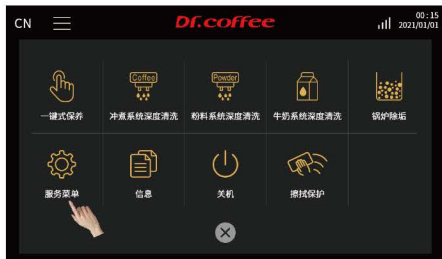 CN
Dr.coffee
00:15
2021/01/01
Coffee
Powder
一键式保养
冲煮系统深度清洗
粉料系统深度清洗
牛奶系统深度清洗
锅炉除垢
服务菜单
信息
关机
擦拭保护